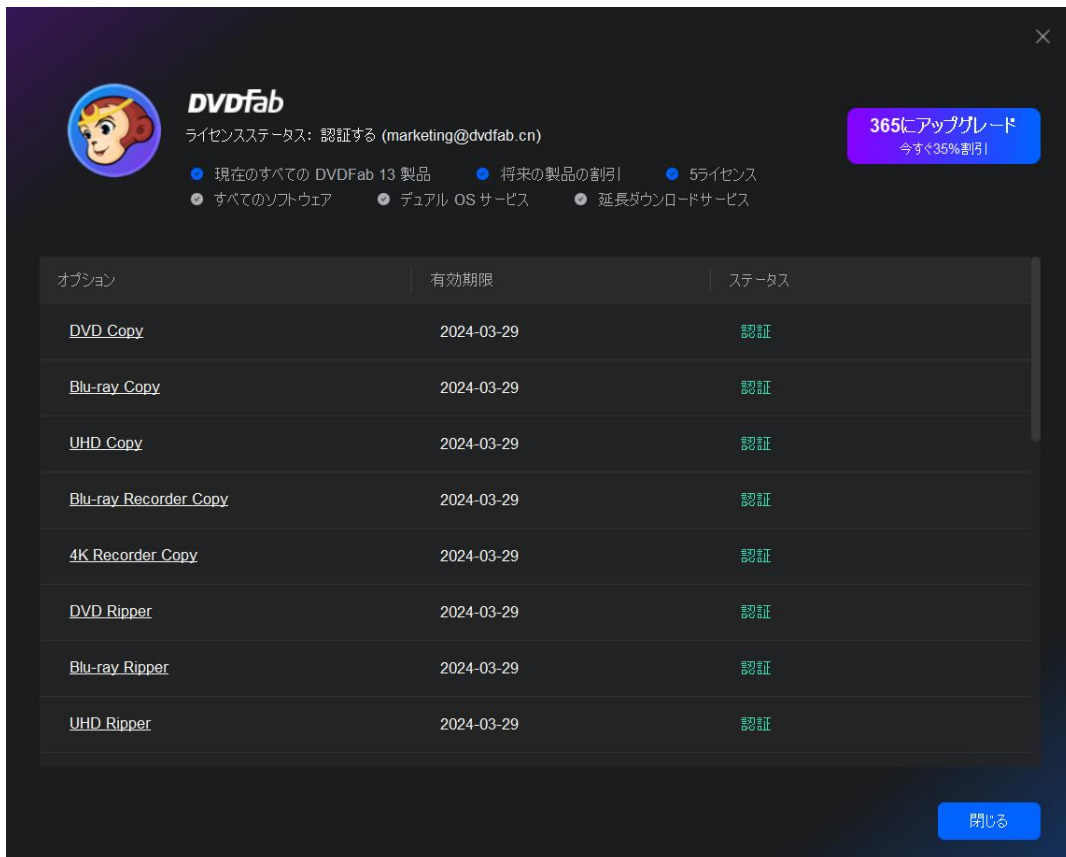 DVDFab
ライセンスステータス: 認証する (marketing@dvdfab.cn)
365にアップグレード
今すぐ35%割引
現在のすべての DVDFab 13 製品 将来の製品の割引 5ライセンス
すべてのソフトウェア デュアル OS サービス 延長ダウンロードサービス
オプション 有効期限 ステータス
DVD Copy 2024-03-29 認証
Blu-ray Copy 2024-03-29 認証
UHD Copy 2024-03-29 認証
Blu-ray Recorder Copy 2024-03-29 認証
4K Recorder Copy 2024-03-29 認証
DVD Ripper 2024-03-29 認証
Blu-ray Ripper 2024-03-29 認証
UHD Ripper 2024-03-29 認証
閉じる